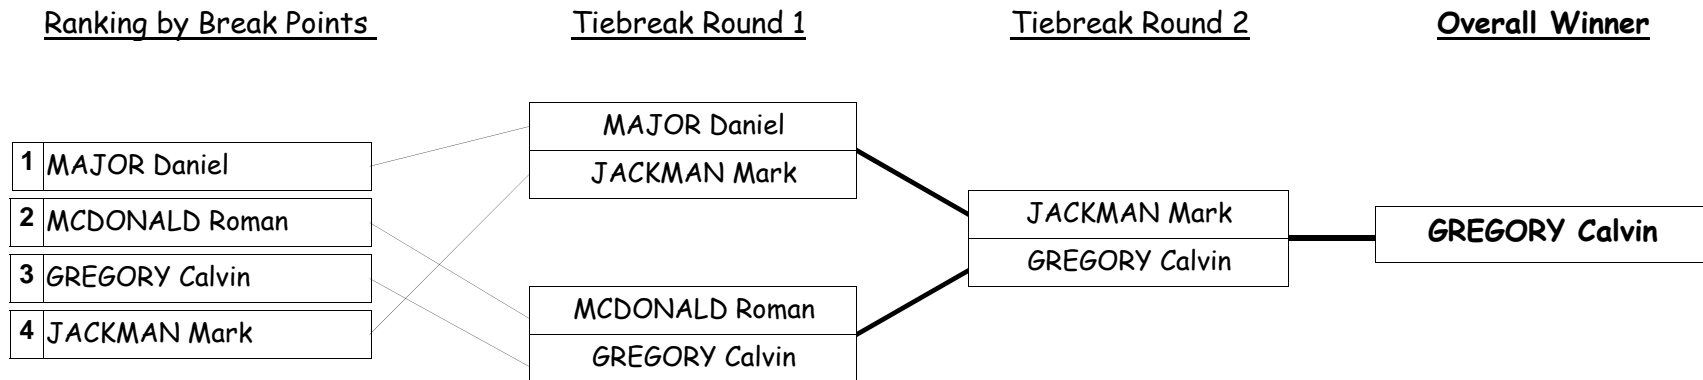 Ranking by Break Points
Tiebreak Round 1
Tiebreak Round 2
Overall Winner
1 MAJOR Daniel
2 MCDONALD Roman
3 GREGORY Calvin
4 JACKMAN Mark
MAJOR Daniel
JACKMAN Mark
MCDONALD Roman
GREGORY Calvin
JACKMAN Mark
GREGORY Calvin
GREGORY Calvin